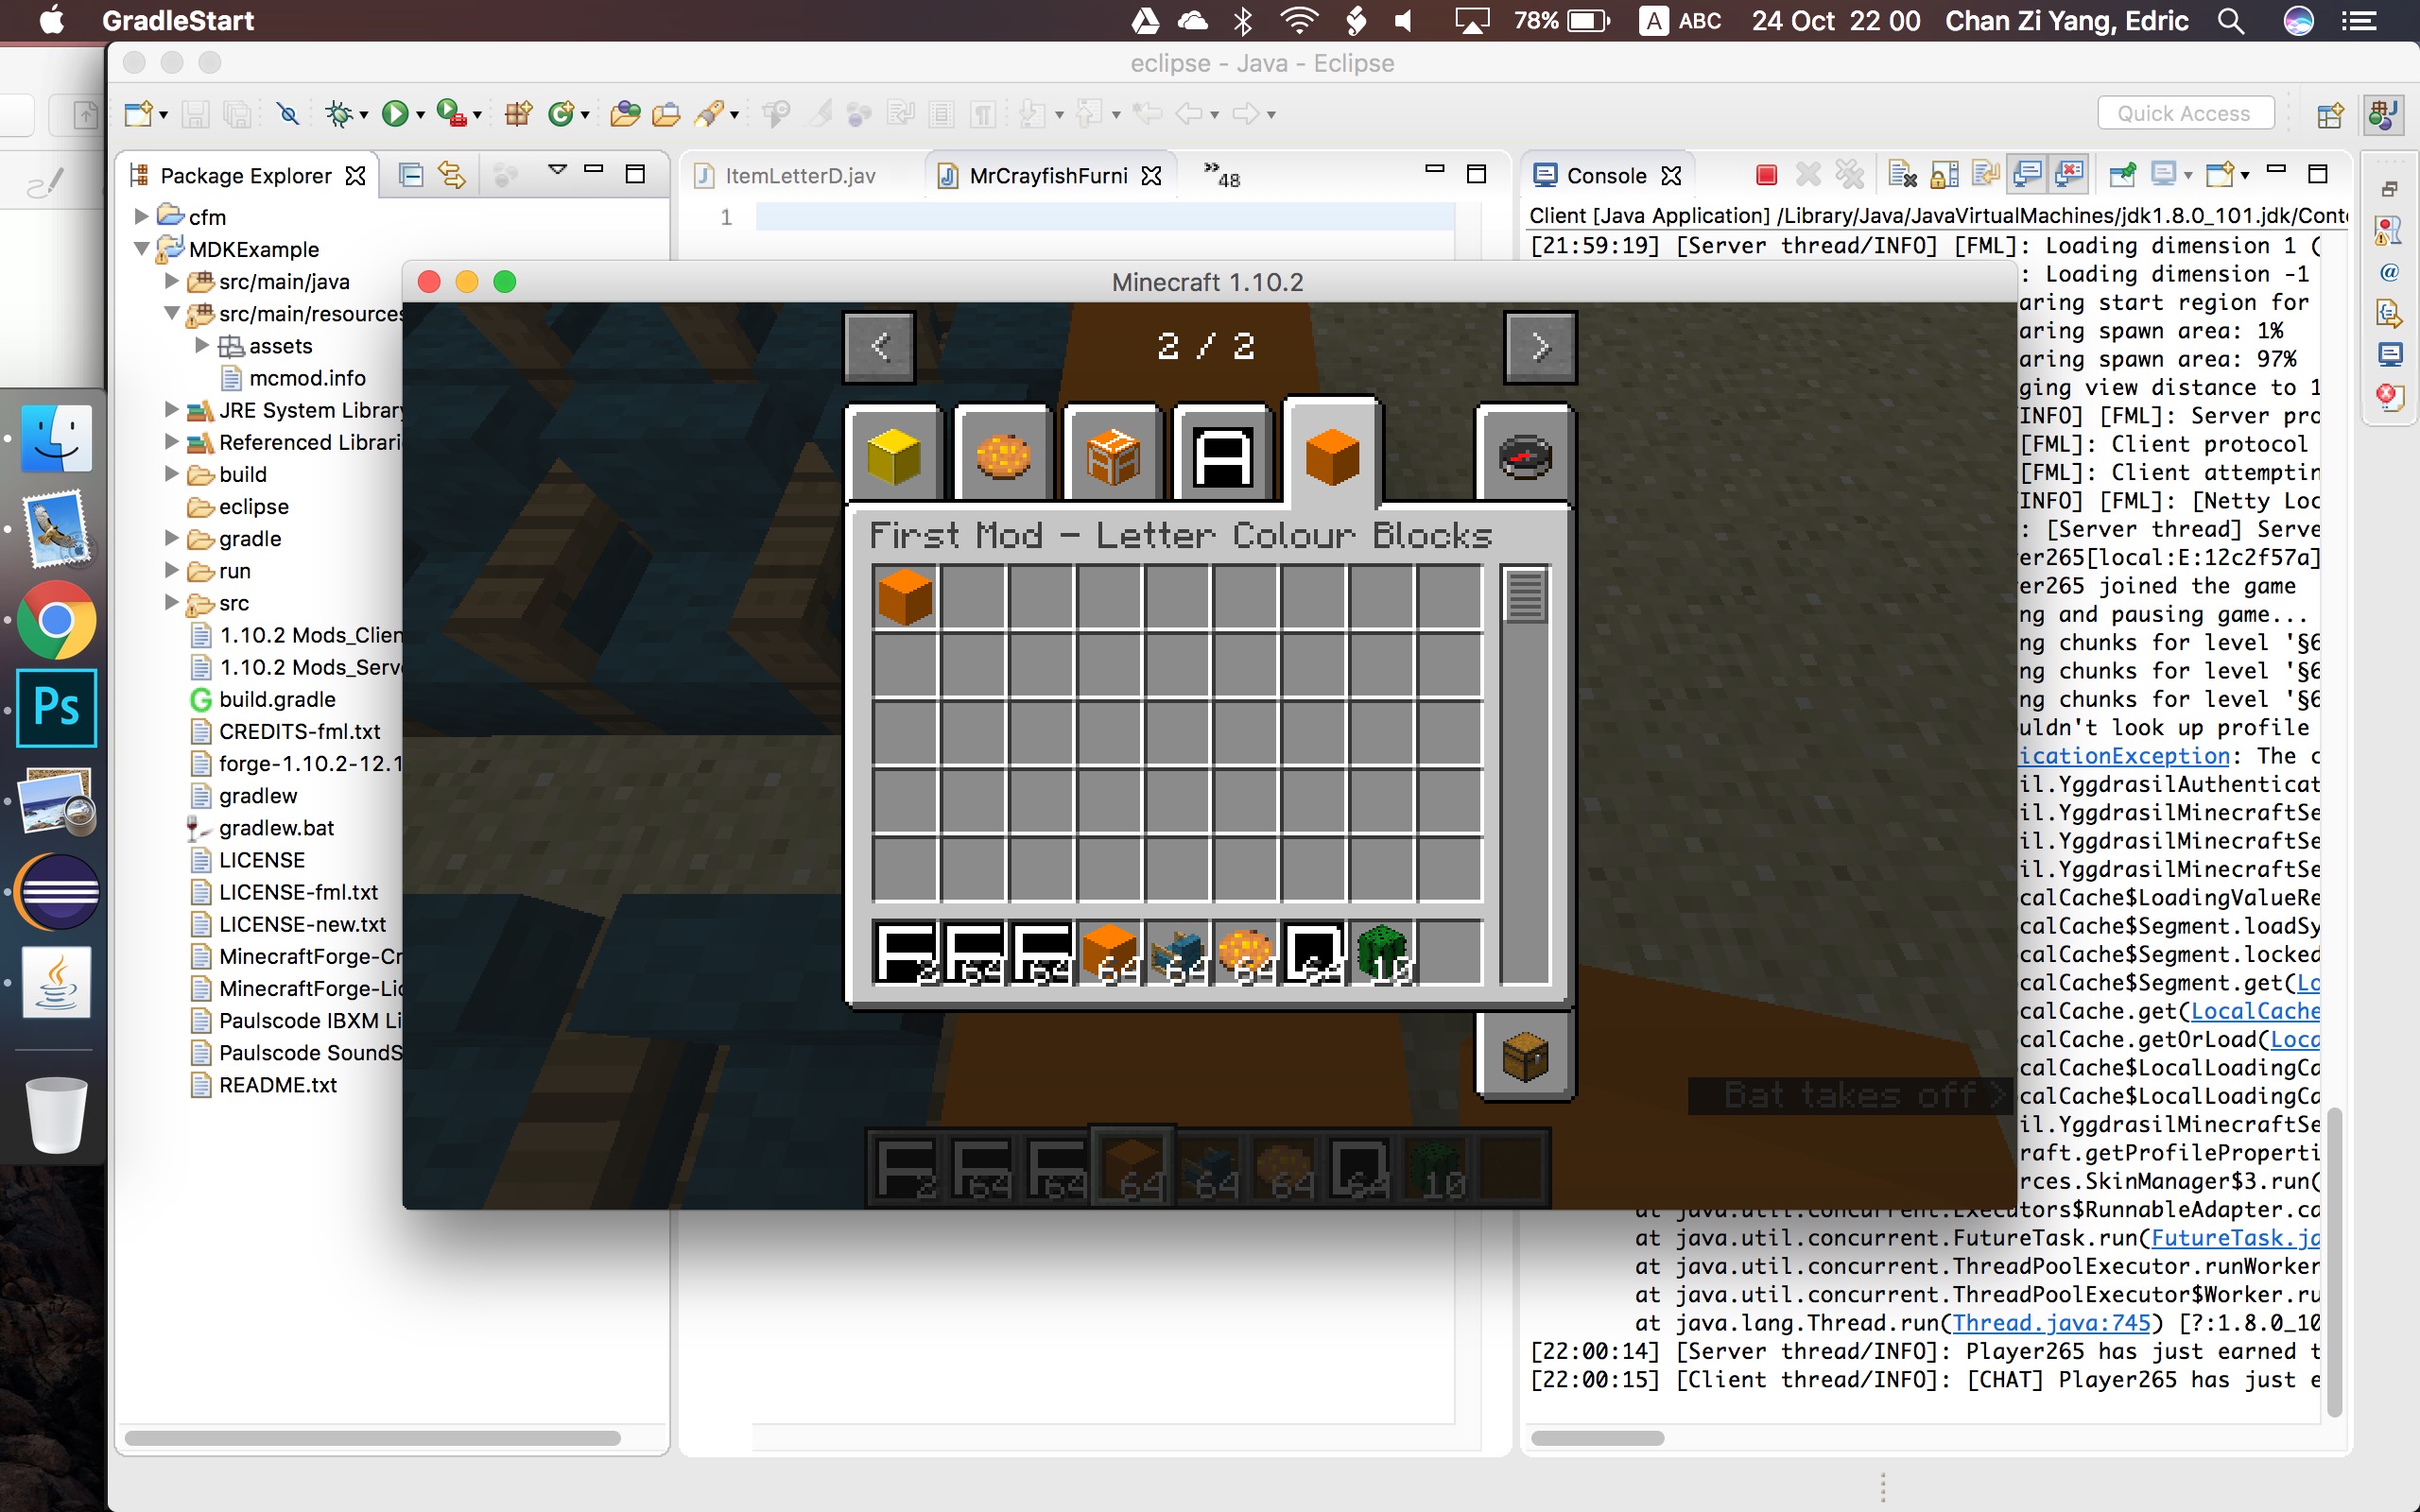 GradleStart
78%
A ABC
24 Oct 22 00
Chan Zi Yang, Edric
eclipse - Java - Eclipse
Quick Access
Package Explorer
ItemLetterD.jav
MrCrayfishFurni
48
Console
1
cfm
MDKExample
src/main/java
src/main/resources
assets
mcmod.info
JRE System Library
Referenced Librari
build
eclipse
gradle
run
src
1.10.2 Mods_Clien
1.10.2 Mods_Serv
build.gradle
CREDITS-fml.txt
forge-1.10.2-12.1
gradlew
gradlew.bat
LICENSE
LICENSE-fml.txt
LICENSE-new.txt
MinecraftForge-Cr
MinecraftForge-Lic
Paulscode IBXM Li
Paulscode SoundS
README.txt
Ps
Minecraft 1.10.2
< 2 / 2 >
A
First Mod - Letter Colour Blocks
F 2 F 64 F 64 64 64 64 D 64 10
Bat takes off >
F 2 F 64 F 64 64 64 64 D 64 10
Client [Java Application] /Library/Java/JavaVirtualMachines/jdk1.8.0_101.jdk/Cont
[21:59:19] [Server thread/INFO] [FML]: Loading dimension 1 (
: Loading dimension -1
aring start region for
aring spawn area: 1%
aring spawn area: 97%
ging view distance to 1
INFO] [FML]: Server pro
[FML]: Client protocol
[FML]: Client attemptin
INFO] [FML]: [Netty Loc
: [Server thread] Serve
er265[local:E:12c2f57a]
er265 joined the game
ng and pausing game...
ng chunks for level '§6
ng chunks for level '§6
ng chunks for level '§6
uldn't look up profile
icationException: The c
il.YggdrasilAuthenticat
il.YggdrasilMinecraftSe
il.YggdrasilMinecraftSe
il.YggdrasilMinecraftSe
calCache$LoadingValueRe
calCache$Segment.loadSy
calCache$Segment.locked
calCache$Segment.get(Lo
calCache.get(LocalCache
calCache.getOrLoad(Loca
calCache$LocalLoadingCa
calCache$LocalLoadingCa
il.YggdrasilMinecraftSe
raft.getProfileProperti
rces.SkinManager$3.run(
at java.util.concurrent.Executors$RunnableAdapter.ca
at java.util.concurrent.FutureTask.run(FutureTask.ja
at java.util.concurrent.ThreadPoolExecutor.runWorker
at java.util.concurrent.ThreadPoolExecutor$Worker.ru
at java.lang.Thread.run(Thread.java:745) [?:1.8.0_10
[22:00:14] [Server thread/INFO]: Player265 has just earned t
[22:00:15] [Client thread/INFO]: [CHAT] Player265 has just e